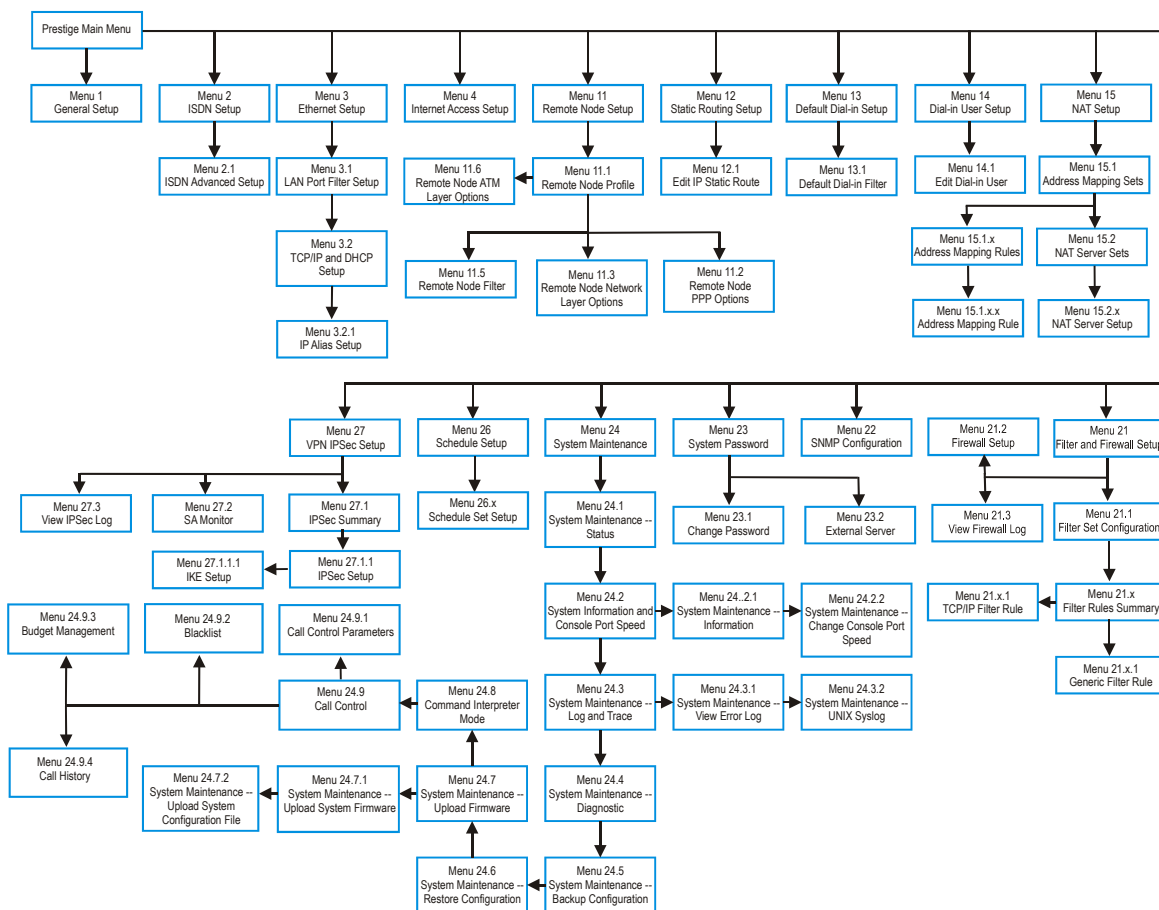 Prestige Main Menu
Menu 1
General Setup
Menu 2
ISDN Setup
Menu 3
Ethernet Setup
Menu 4
Internet Access Setup
Menu 11
Remote Node Setup
Menu 12
Static Routing Setup
Menu 13
Default Dial-in Setup
Menu 14
Dial-in User Setup
Menu 15
NAT Setup
Menu 2.1
ISDN Advanced Setup
Menu 3.1
LAN Port Filter Setup
Menu 11.6
Remote Node ATM
Layer Options
Menu 11.1
Remote Node Profile
Menu 12.1
Edit IP Static Route
Menu 13.1
Default Dial-in Filter
Menu 14.1
Edit Dial-in User
Menu 15.1
Address Mapping Sets
Menu 3.2
TCP/IP and DHCP
Setup
Menu 11.5
Remote Node Filter
Menu 11.3
Remote Node Network
Layer Options
Menu 11.2
Remote Node
PPP Options
Menu 15.1.x
Address Mapping Rules
Menu 15.2
NAT Server Sets
Menu 3.2.1
IP Alias Setup
Menu 15.1.x.x
Address Mapping Rule
Menu 15.2.x
NAT Server Setup
Menu 27
VPN IPSec Setup
Menu 26
Schedule Setup
Menu 24
System Maintenance
Menu 23
System Password
Menu 22
SNMP Configuration
Menu 21.2
Firewall Setup
Menu 21
Filter and Firewall Setup
Menu 27.3
View IPSec Log
Menu 27.2
SA Monitor
Menu 27.1
IPSec Summary
Menu 26.x
Schedule Set Setup
Menu 24.1
System Maintenance --
Status
Menu 23.1
Change Password
Menu 23.2
External Server
Menu 21.3
View Firewall Log
Menu 21.1
Filter Set Configuration
Menu 27.1.1.1
IKE Setup
Menu 27.1.1
IPSec Setup
Menu 24.2
System Information and
Console Port Speed
Menu 24..2.1
System Maintenance --
Information
Menu 24.2.2
System Maintenance --
Change Console Port
Speed
Menu 21.x.1
TCP/IP Filter Rule
Menu 21.x
Filter Rules Summary
Menu 24.9.3
Budget Management
Menu 24.9.2
Blacklist
Menu 24.9.1
Call Control Parameters
Menu 21.x.1
Generic Filter Rule
Menu 24.9
Call Control
Menu 24.8
Command Interpreter
Mode
Menu 24.3
System Maintenance --
Log and Trace
Menu 24.3.1
System Maintenance --
View Error Log
Menu 24.3.2
System Maintenance --
UNIX Syslog
Menu 24.9.4
Call History
Menu 24.7.2
System Maintenance --
Upload System
Configuration File
Menu 24.7.1
System Maintenance --
Upload System Firmware
Menu 24.7
System Maintenance --
Upload Firmware
Menu 24.4
System Maintenance --
Diagnostic
Menu 24.6
System Maintenance --
Restore Configuration
Menu 24.5
System Maintenance --
Backup Configuration